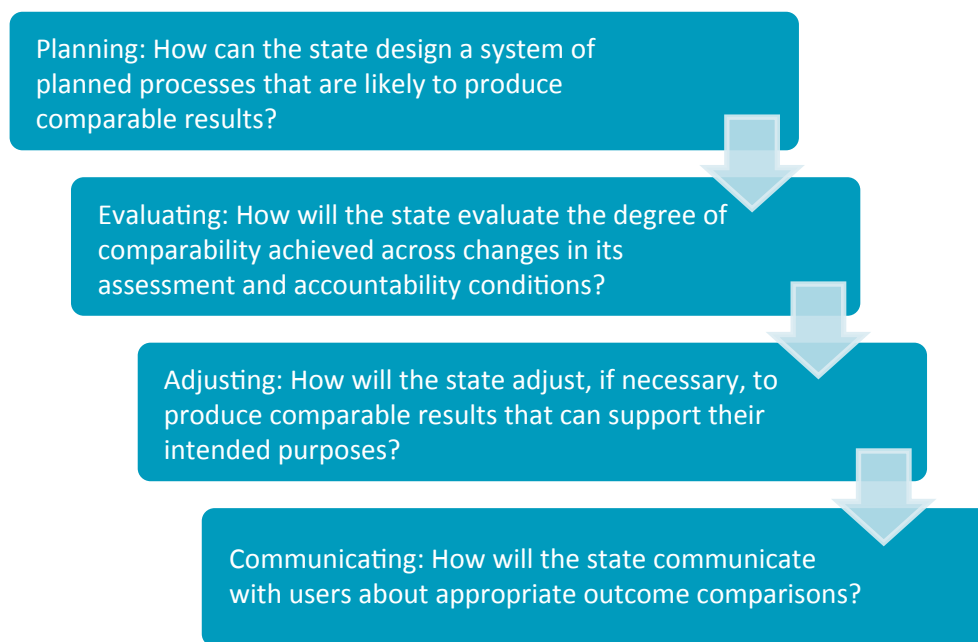 Planning: How can the state design a system of
planned processes that are likely to produce
comparable results?
Evaluating: How will the state evaluate the degree of
comparability achieved across changes in its
assessment and accountability conditions?
Adjusting: How will the state adjust, if necessary, to
produce comparable results that can support their
intended purposes?
Communicating: How will the state communicate
with users about appropriate outcome comparisons?